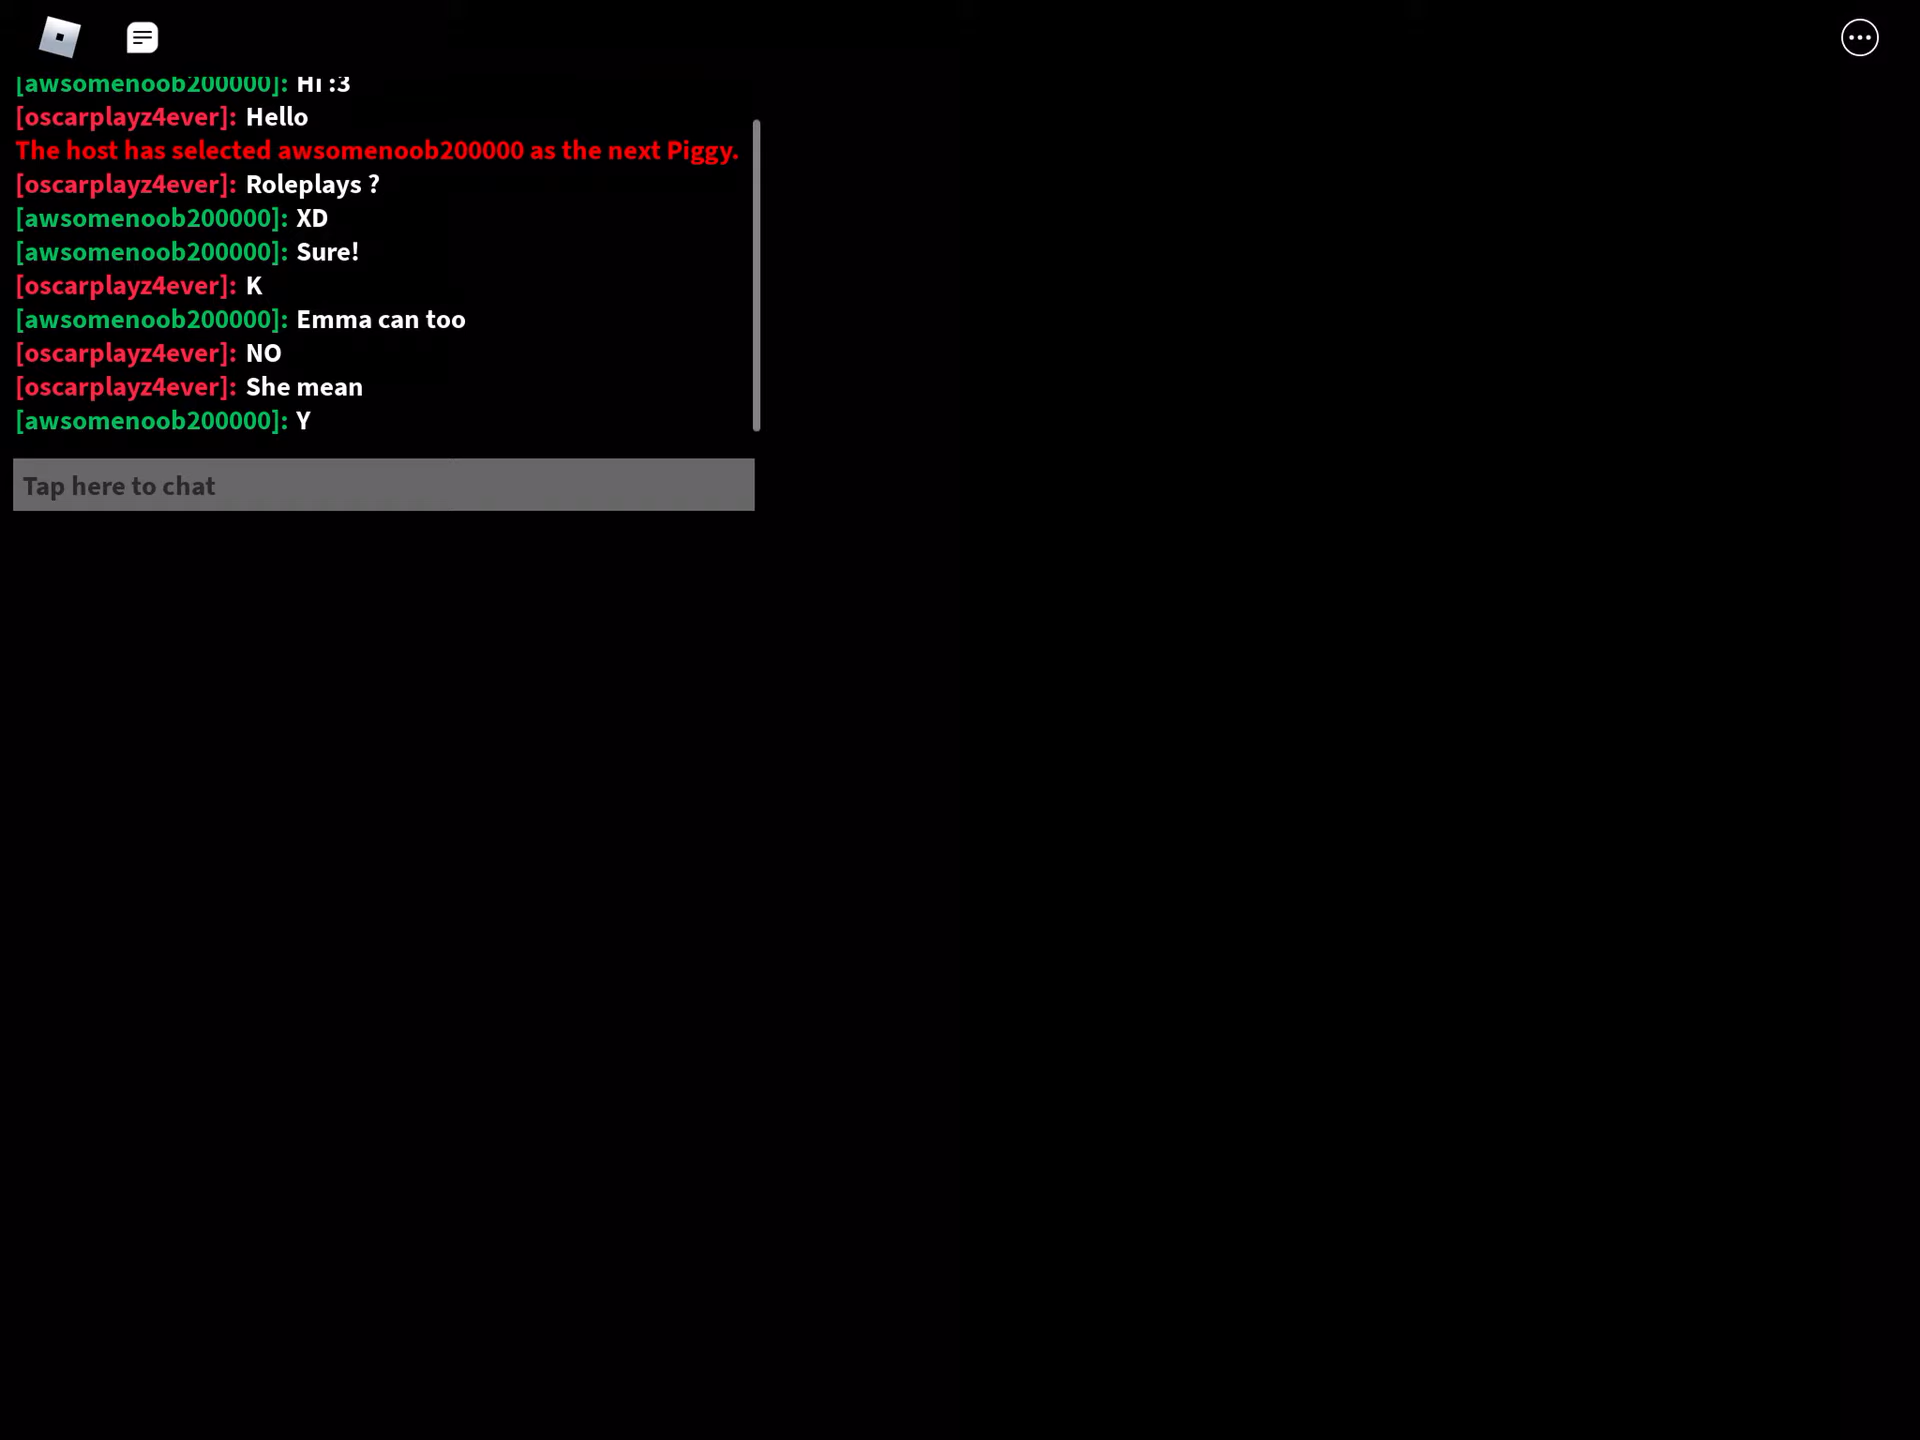 [awsomenoob200000]: Hi :3
[oscarplayz4ever]: Hello
The host has selected awsomenoob200000 as the next Piggy.
[oscarplayz4ever]: Roleplays ?
[awsomenoob200000]: XD
[awsomenoob200000]: Sure!
[oscarplayz4ever]: K
[awsomenoob200000]: Emma can too
[oscarplayz4ever]: NO
[oscarplayz4ever]: She mean
[awsomenoob200000]: Y
Tap here to chat